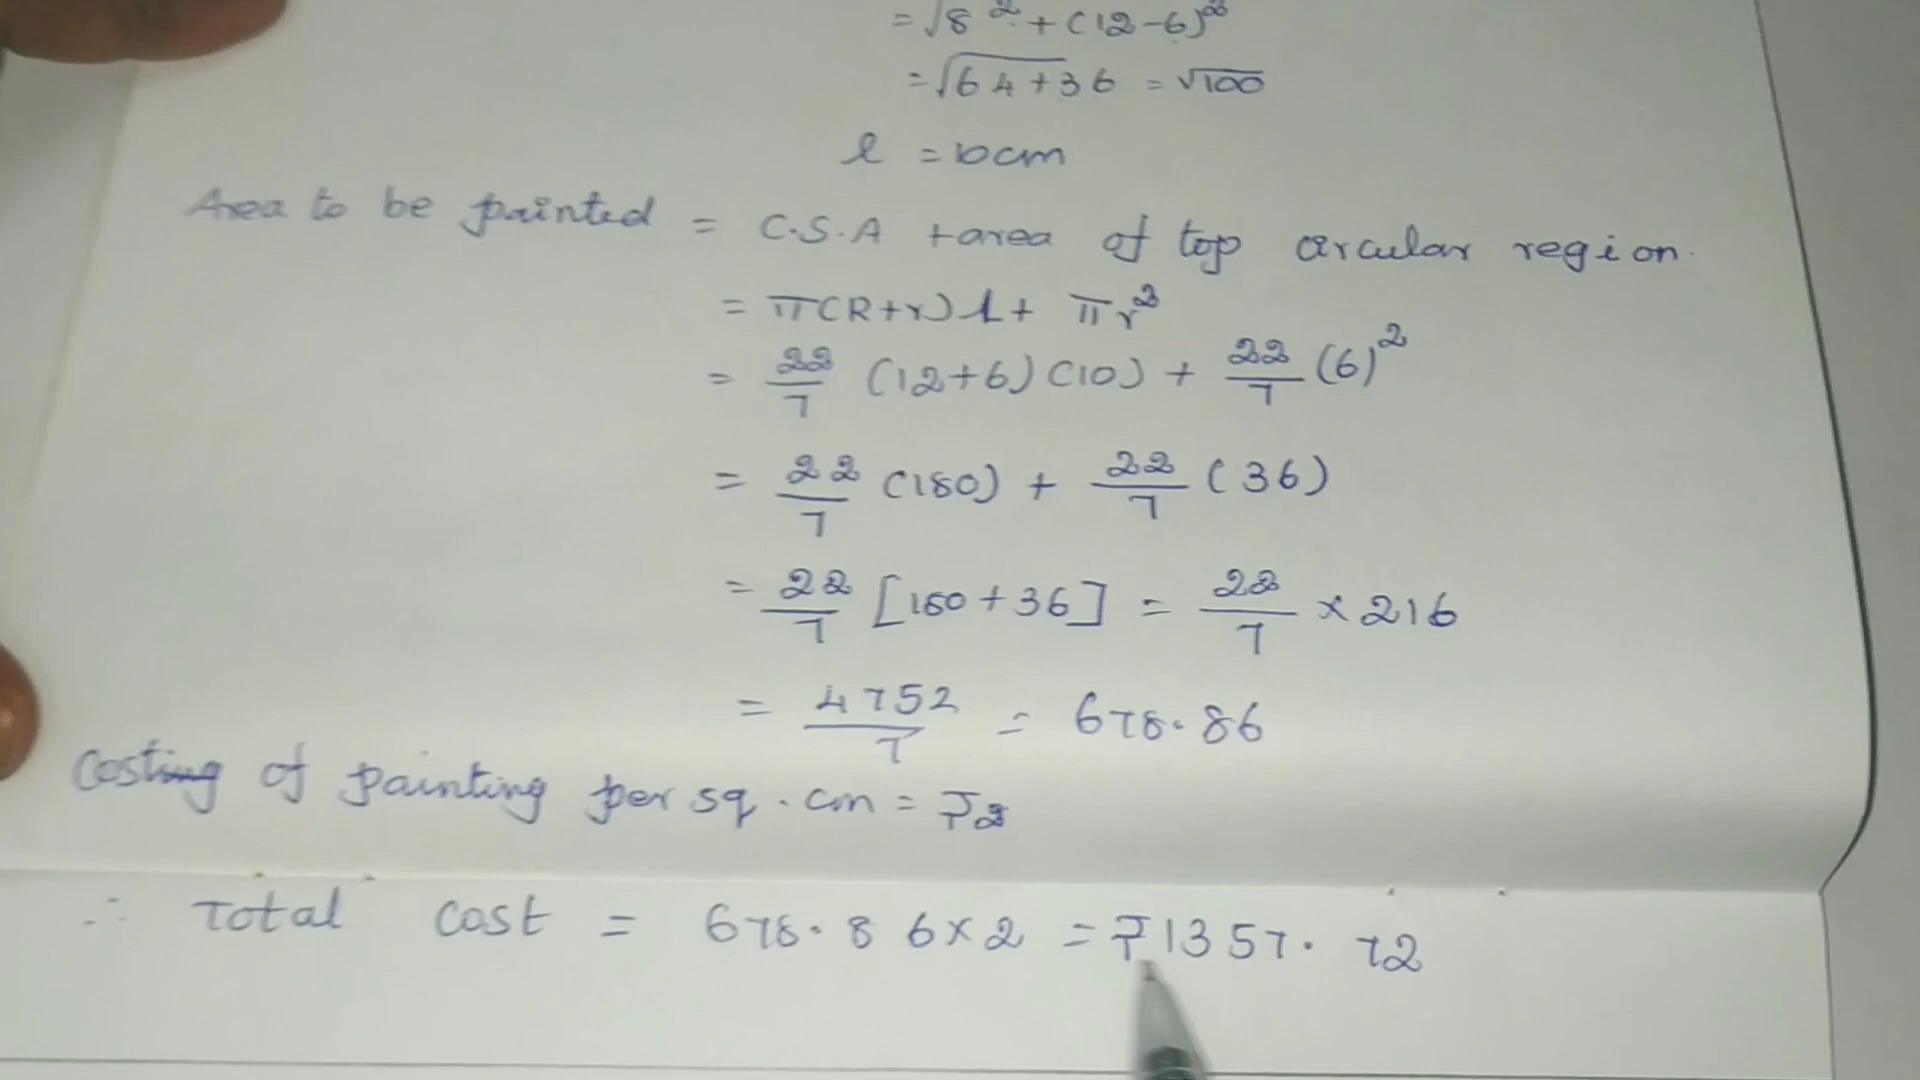 = √8² + (12-6)²
= √64+36 = √100
l = 10cm
Area to be painted = C.S.A + area of top circular region.
= π(R+r)l + πr²
= 22/7 (12+6) (10) + 22/7 (6)²
= 22/7 (180) + 22/7 (36)
= 22/7 [180+36] = 22/7 × 216
= 4752/7 = 678.86
Costing of painting per sq.cm = ₹2
∴ Total cost = 678.86×2 = ₹1357.72